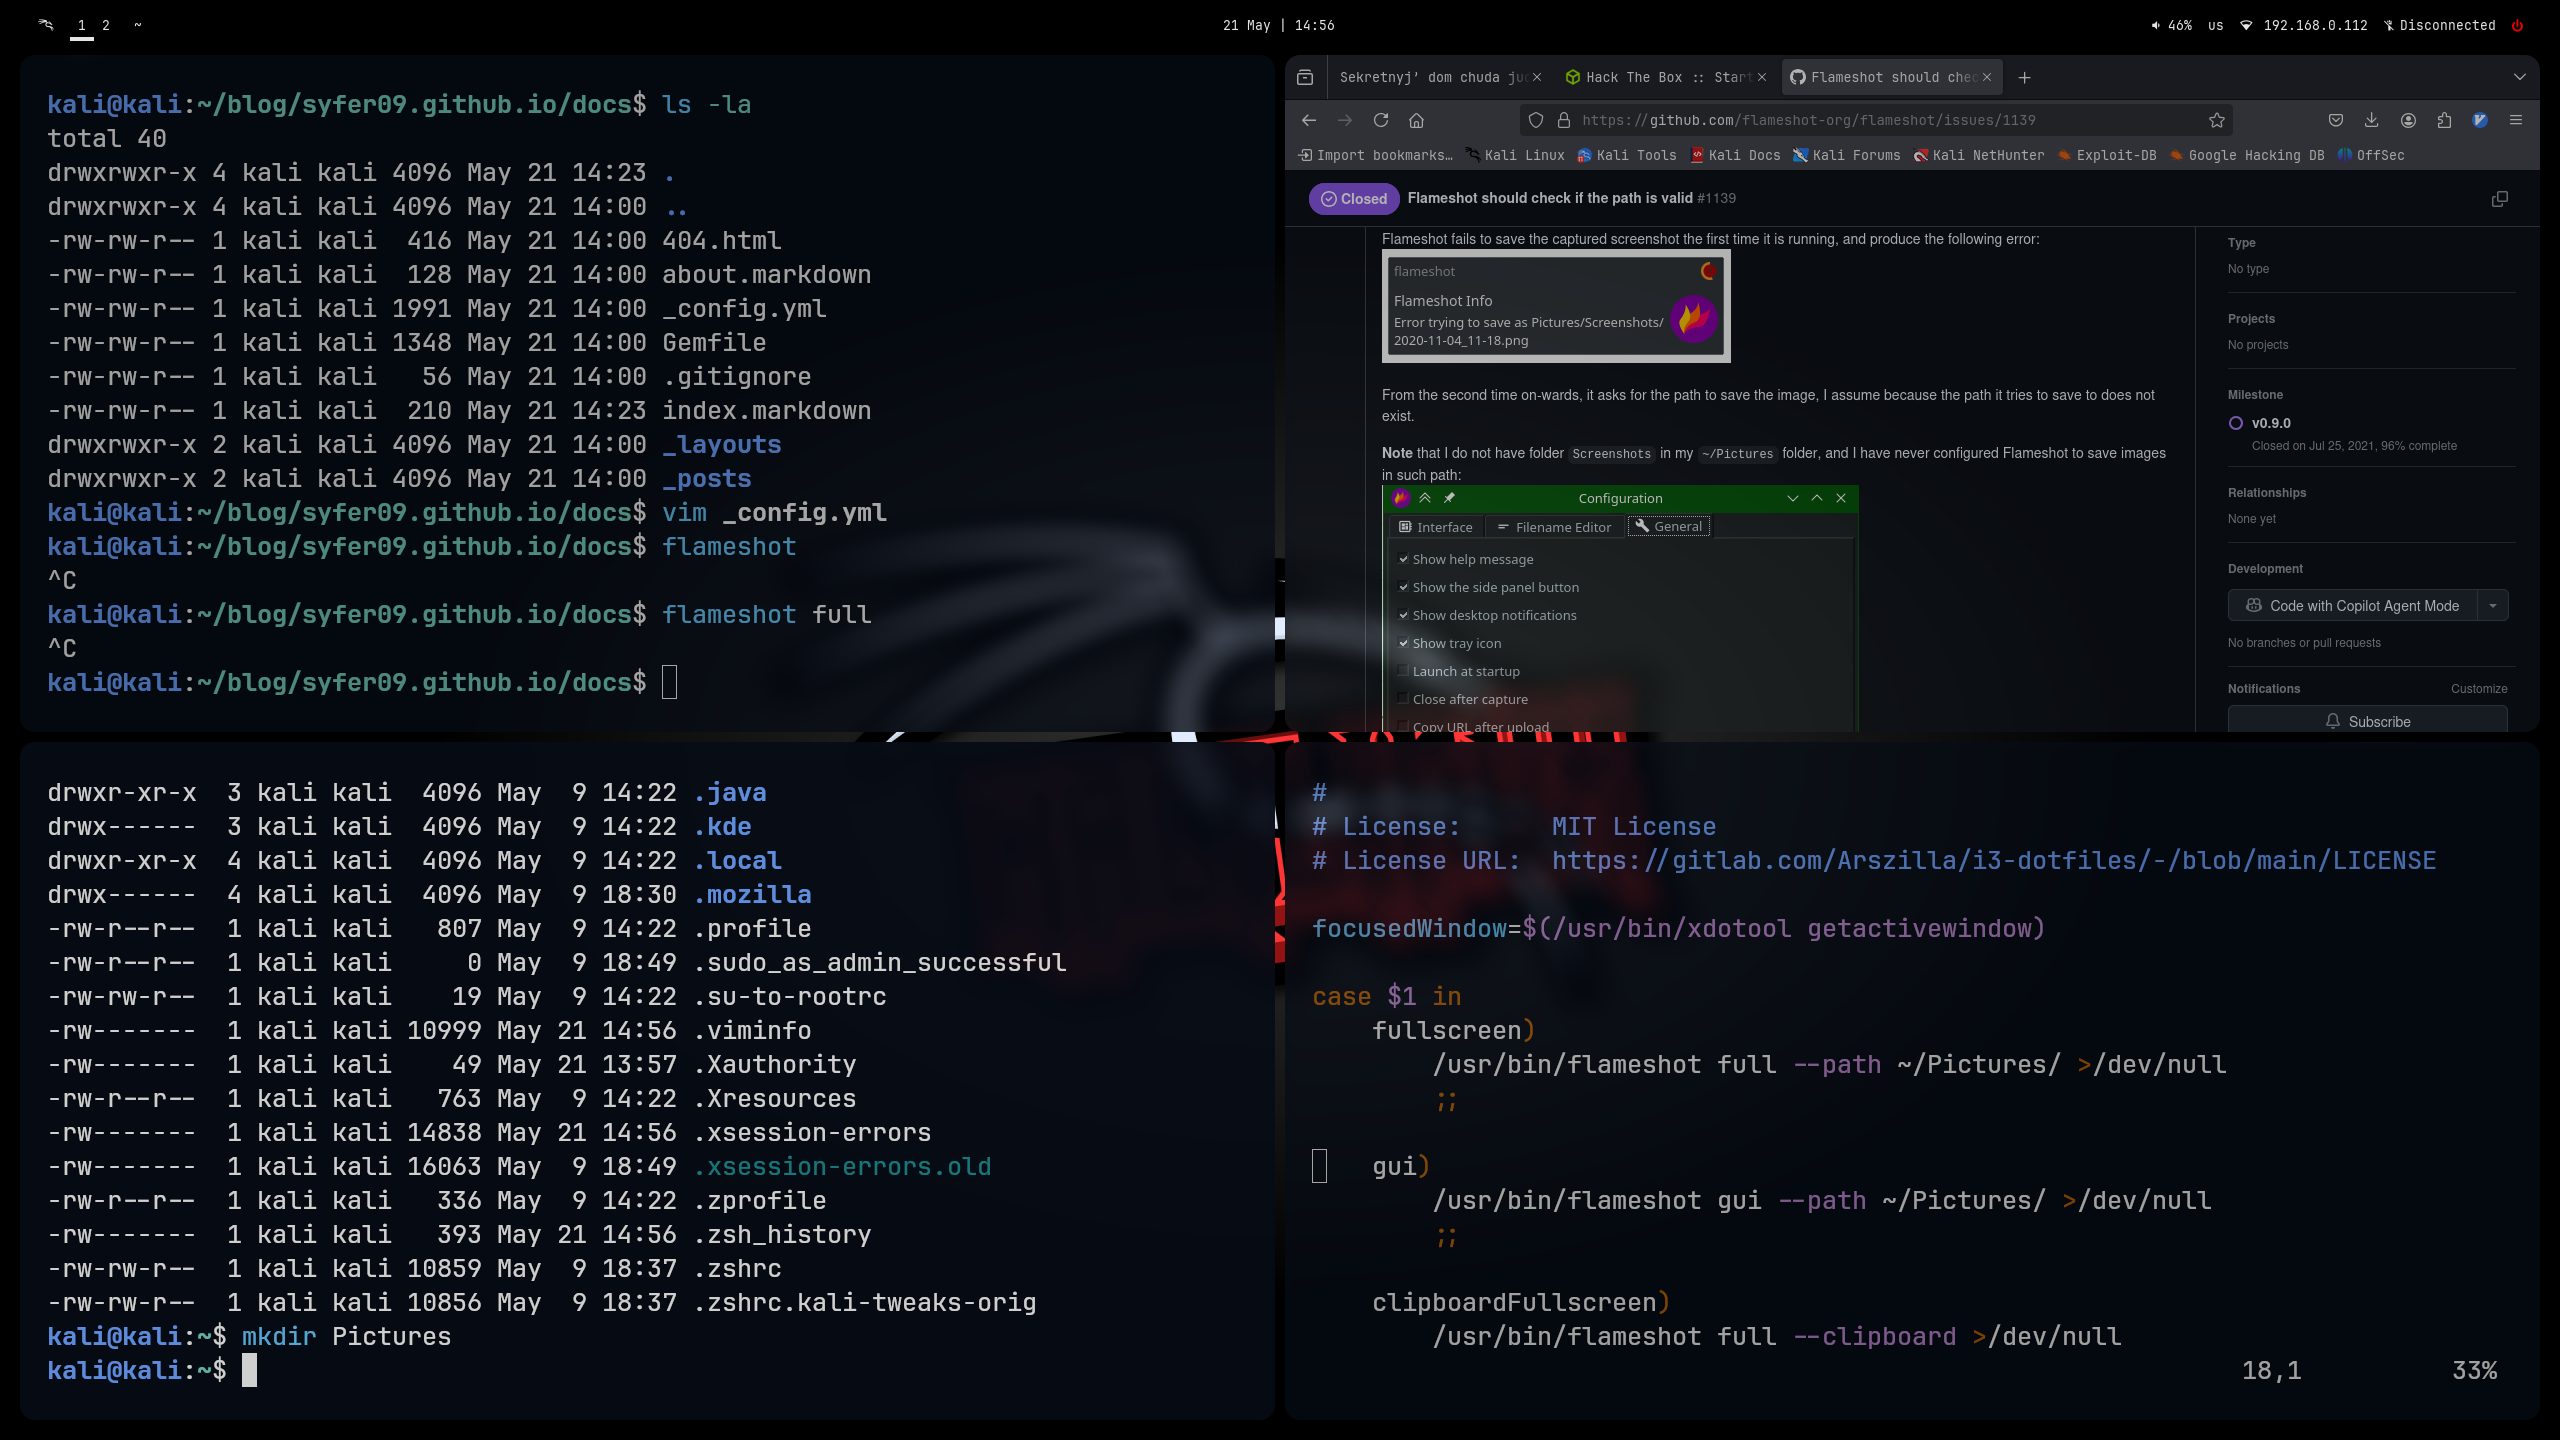 1 2 ~
21 May | 14:56
46% us 192.168.0.112 Disconnected
kali@kali:~/blog/syfer09.github.io/docs$ ls -la
total 40
drwxrwxr-x 4 kali kali 4096 May 21 14:23 .
drwxrwxr-x 4 kali kali 4096 May 21 14:00 ..
-rw-rw-r-- 1 kali kali  416 May 21 14:00 404.html
-rw-rw-r-- 1 kali kali  128 May 21 14:00 about.markdown
-rw-rw-r-- 1 kali kali 1991 May 21 14:00 _config.yml
-rw-rw-r-- 1 kali kali 1348 May 21 14:00 Gemfile
-rw-rw-r-- 1 kali kali   56 May 21 14:00 .gitignore
-rw-rw-r-- 1 kali kali  210 May 21 14:23 index.markdown
drwxrwxr-x 2 kali kali 4096 May 21 14:00 _layouts
drwxrwxr-x 2 kali kali 4096 May 21 14:00 _posts
kali@kali:~/blog/syfer09.github.io/docs$ vim _config.yml
kali@kali:~/blog/syfer09.github.io/docs$ flameshot
^C
kali@kali:~/blog/syfer09.github.io/docs$ flameshot full
^C
kali@kali:~/blog/syfer09.github.io/docs$
Sekretnyj' dom chuda ju
Hack The Box :: Star
Flameshot should che
https://github.com/flameshot-org/flameshot/issues/1139
Import bookmarks… Kali Linux Kali Tools Kali Docs Kali Forums Kali NetHunter Exploit-DB Google Hacking DB OffSec
Closed Flameshot should check if the path is valid #1139
Flameshot fails to save the captured screenshot the first time it is running, and produce the following error:
flameshot
Flameshot Info
Error trying to save as Pictures/Screenshots/
2020-11-04_11-18.png
From the second time on-wards, it asks for the path to save the image, I assume because the path it tries to save to does not
exist.
Note that I do not have folder Screenshots in my ~/Pictures folder, and I have never configured Flameshot to save images
in such path:
Configuration
Interface Filename Editor General
Show help message
Show the side panel button
Show desktop notifications
Show tray icon
Launch at startup
Close after capture
Copy URL after upload
Type
No type
Projects
No projects
Milestone
v0.9.0
Closed on Jul 25, 2021, 96% complete
Relationships
None yet
Development
Code with Copilot Agent Mode
No branches or pull requests
Notifications Customize
Subscribe
drwxr-xr-x  3 kali kali  4096 May  9 14:22 .java
drwx------  3 kali kali  4096 May  9 14:22 .kde
drwxr-xr-x  4 kali kali  4096 May  9 14:22 .local
drwx------  4 kali kali  4096 May  9 18:30 .mozilla
-rw-r--r--  1 kali kali   807 May  9 14:22 .profile
-rw-r--r--  1 kali kali     0 May  9 18:49 .sudo_as_admin_successful
-rw-rw-r--  1 kali kali    19 May  9 14:22 .su-to-rootrc
-rw-------  1 kali kali 10999 May 21 14:56 .viminfo
-rw-------  1 kali kali    49 May 21 13:57 .Xauthority
-rw-r--r--  1 kali kali   763 May  9 14:22 .Xresources
-rw-------  1 kali kali 14838 May 21 14:56 .xsession-errors
-rw-------  1 kali kali 16063 May  9 18:49 .xsession-errors.old
-rw-r--r--  1 kali kali   336 May  9 14:22 .zprofile
-rw-------  1 kali kali   393 May 21 14:56 .zsh_history
-rw-rw-r--  1 kali kali 10859 May  9 18:37 .zshrc
-rw-rw-r--  1 kali kali 10856 May  9 18:37 .zshrc.kali-tweaks-orig
kali@kali:~$ mkdir Pictures
kali@kali:~$
#
# License:      MIT License
# License URL:  https://gitlab.com/Arszilla/i3-dotfiles/-/blob/main/LICENSE
focusedWindow=$(/usr/bin/xdotool getactivewindow)
case $1 in
    fullscreen)
        /usr/bin/flameshot full --path ~/Pictures/ >/dev/null
        ;;
    gui)
        /usr/bin/flameshot gui --path ~/Pictures/ >/dev/null
        ;;
    clipboardFullscreen)
        /usr/bin/flameshot full --clipboard >/dev/null
18,1 33%